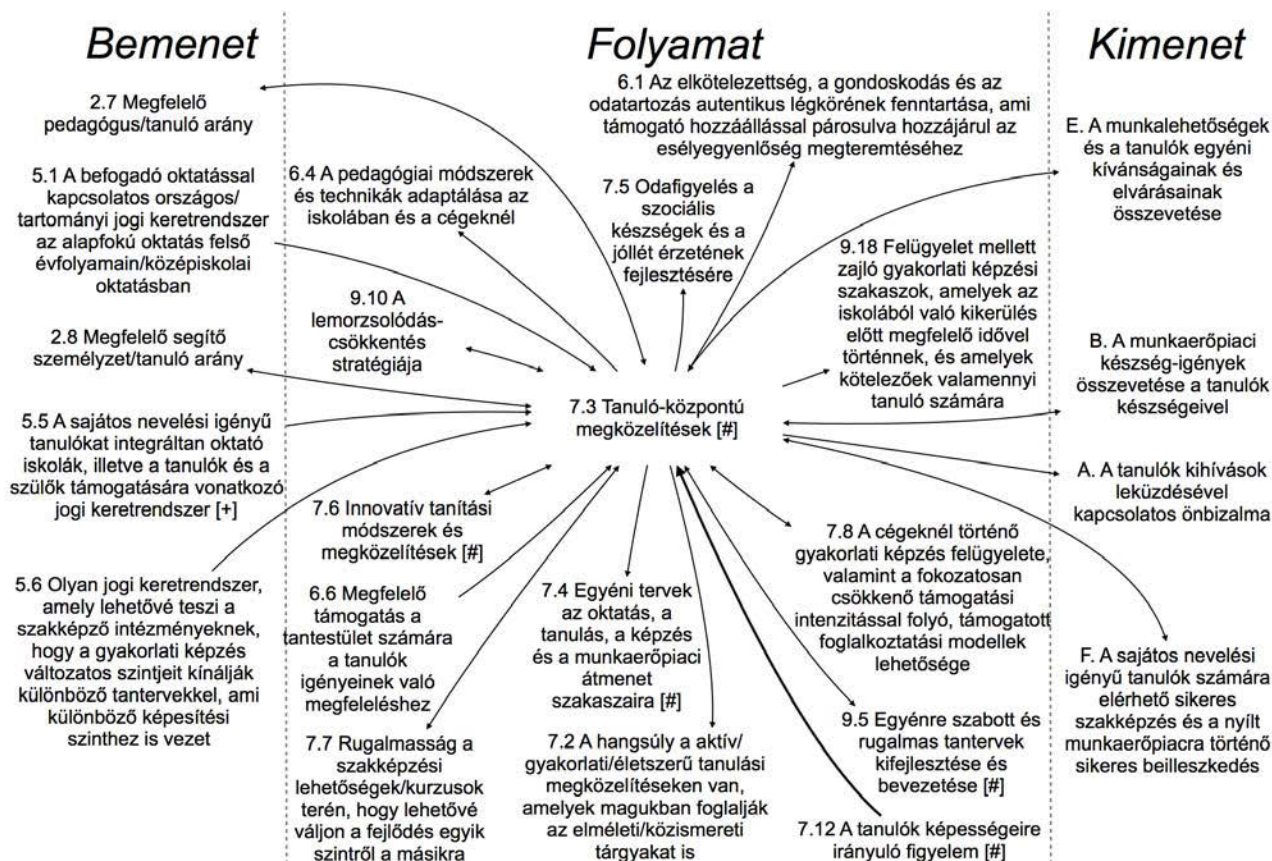 Bemenet
Folyamat
Kimenet
2.7 Megfelelő
pedagógus/tanuló arány
5.1 A befogadó oktatással
kapcsolatos országos/
tartományi jogi keretrendszer
az alapfokú oktatás felső
évfolyamain/középiskolai
oktatásban
2.8 Megfelelő segítő
személyzet/tanuló arány
5.5 A sajátos nevelési igényű
tanulókat integráltan oktató
iskolák, illetve a tanulók és a
szülők támogatására vonatkozó
jogi keretrendszer [+]
5.6 Olyan jogi keretrendszer,
amely lehetővé teszi a
szakképző intézményeknek,
hogy a gyakorlati képzés
változatos szintjeit kínálják
különböző tantervekkel, ami
különböző képesítési
szinthez is vezet
6.1 Az elkötelezettség, a gondoskodás és az
odatartozás autentikus légkörének fenntartása, ami
támogató hozzáállással párosulva hozzájárul az
esélyegyenlőség megteremtéséhez
6.4 A pedagógiai módszerek
és technikák adaptálása az
iskolában és a cégeknél
7.5 Odafigyelés a
szociális
készségek és a
jóllét érzetének
fejlesztésére
9.10 A
lemorzsolódás-
csökkentés
stratégiája
9.18 Felügyelet mellett
zajló gyakorlati képzési
szakaszok, amelyek az
iskolából való kikerülés
előtt megfelelő idővel
történnek, és amelyek
kötelezőek valamennyi
tanuló számára
7.3 Tanuló-központú
megközelítések [#]
7.6 Innovatív tanítási
módszerek és
megközelítések [#]
6.6 Megfelelő
támogatás a
tantestület számára
a tanulók
igényeinek való
megfeleléshez
7.7 Rugalmasság a
szakképzési
lehetőségek/kurzusok
terén, hogy lehetővé
váljon a fejlődés egyik
szintről a másikra
7.4 Egyéni tervek
az oktatás, a
tanulás, a képzés
és a munkaerőpiaci
átmenet
szakaszaira [#]
7.2 A hangsúly a aktív/
gyakorlati/életszerű tanulási
megközelítéseken van,
amelyek magukban foglalják
az elméleti/közismereti
tárgyakat is
7.8 A cégeknél történő
gyakorlati képzés felügyelete,
valamint a fokozatosan
csökkenő támogatási
intenzitással folyó, támogatott
foglalkoztatási modellek
lehetősége
9.5 Egyénre szabott és
rugalmas tantervek
kifejlesztése és
bevezetése [#]
7.12 A tanulók képességeire
irányuló figyelem [#]
E. A munkalehetőségek
és a tanulók egyéni
kívánságainak és
elvárásainak
összevetése
B. A munkaerőpiaci
készség-igények
összevetése a tanulók
készségeivel
A. A tanulók kihívások
leküzdésével
kapcsolatos önbizalma
F. A sajátos nevelési
igényű tanulók számára
elérhető sikeres
szakképzés és a nyílt
munkaerőpiacra történő
sikeres beilleszkedés